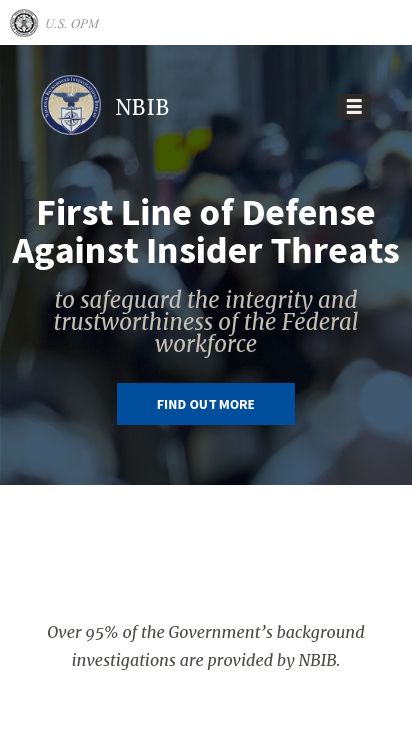 U.S. OPM
NBIB
First Line of Defense
Against Insider Threats
to safeguard the integrity and
trustworthiness of the Federal
workforce
FIND OUT MORE
Over 95% of the Government’s background
investigations are provided by NBIB.